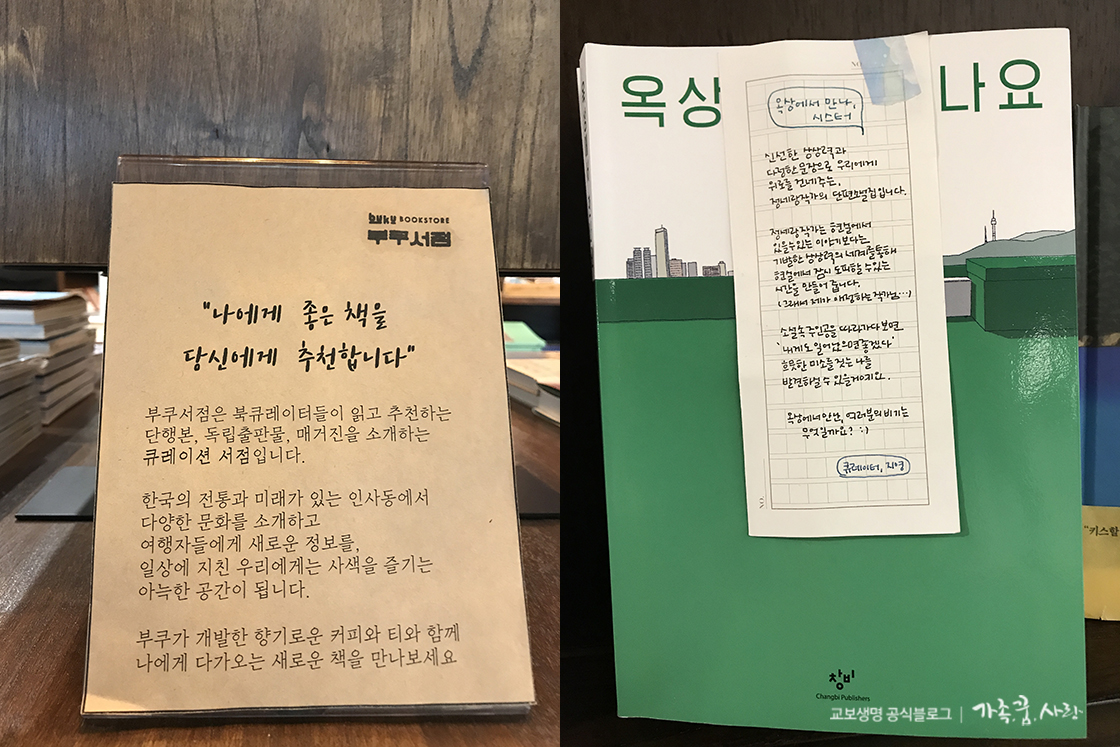 BOOKSTORE
부쿠서점
"나에게 좋은 책을
당신에게 추천합니다"
부쿠서점은 북큐레이터들이 읽고 추천하는
단행본, 독립출판물, 매거진을 소개하는
큐레이션 서점입니다.
한국의 전통과 미래가 있는 인사동에서
다양한 문화를 소개하고
여행자들에게 새로운 정보를,
일상에 지친 우리에게는 사색을 즐기는
아늑한 공간이 됩니다.
부쿠가 개발한 향기로운 커피와 티와 함께
나에게 다가오는 새로운 책을 만나보세요
옥상
나요
NO.
옥상에서 만나,
시스터
신선한 상상력과
다정한 문장으로 우리에게
위로를 건네주는,
정세랑작가의 단편소설집입니다.
정세랑작가는 현실에서
있을수있는 이야기보다는
기발한 상상력의 세계를통해
현실에서 잠시 도피할 수있는
시간을 만들어 줍니다.
(그래서 제가 애정하는 작가님...)
소설속주인공을 따라가다 보면
'내게도 일어났으면 좋겠다'
흐뭇한 미소를 짓는 나를
발견하실 수 있을거예요.
옥상에서 만난, 여러분의 비기는
무엇일까요? :)
큐레이터, 지영
NO.
"키스할
창비
Changbi Publishers
교보생명 공식블로그 | 가족.꿈.사랑